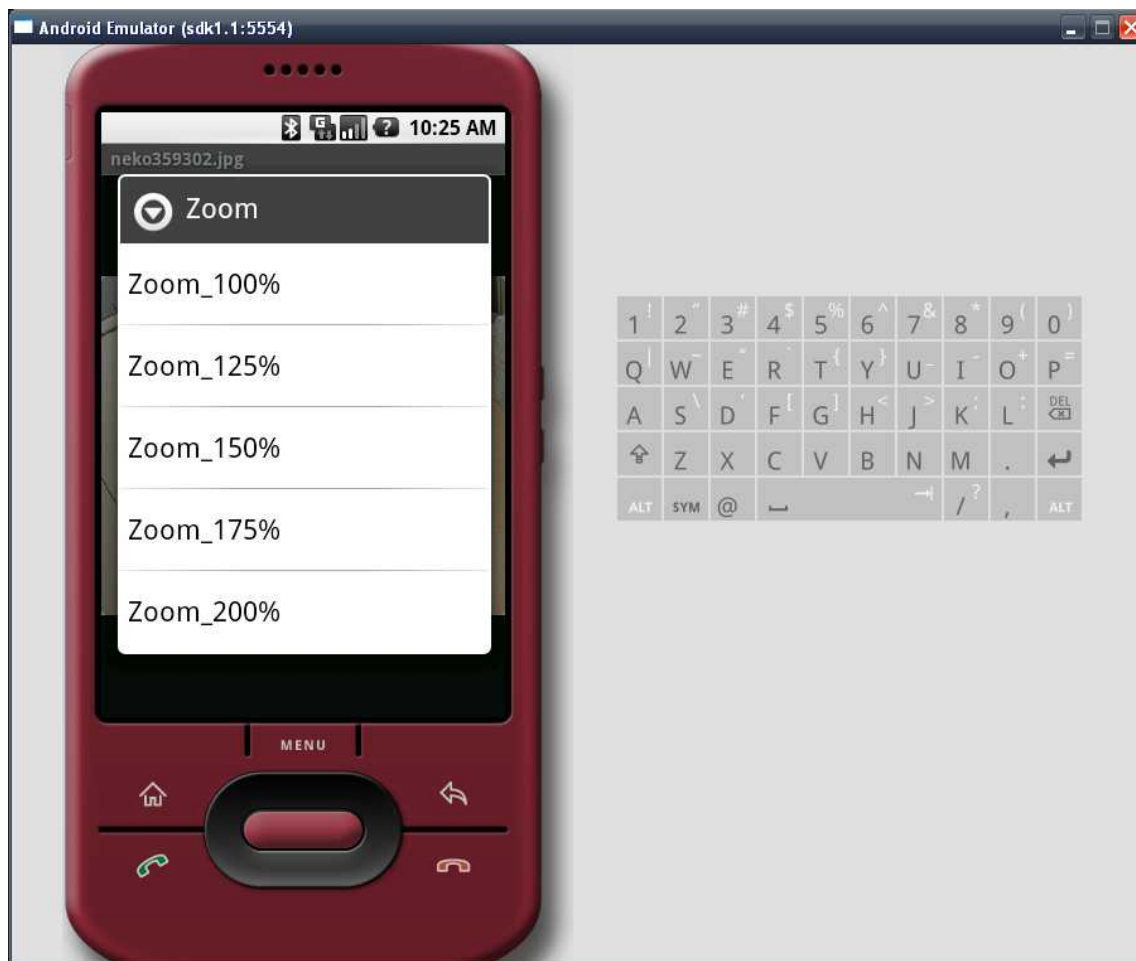 Android Emulator (sdk1.1:5554)
G ? 10:25 AM
neko359302.jpg
Zoom
Zoom_100%
Zoom_125%
Zoom_150%
Zoom_175%
Zoom_200%
MENU
1 ! 2 " 3 # 4 $ 5 % 6 ^ 7 & 8 * 9 ( 0 )
Q | W ~ E " R ` T { Y } U _ I - O + P =
A S \ D ' F [ G ] H < J > K ; L : DEL
Z X C V B N M .
ALT SYM @ / ? , ALT